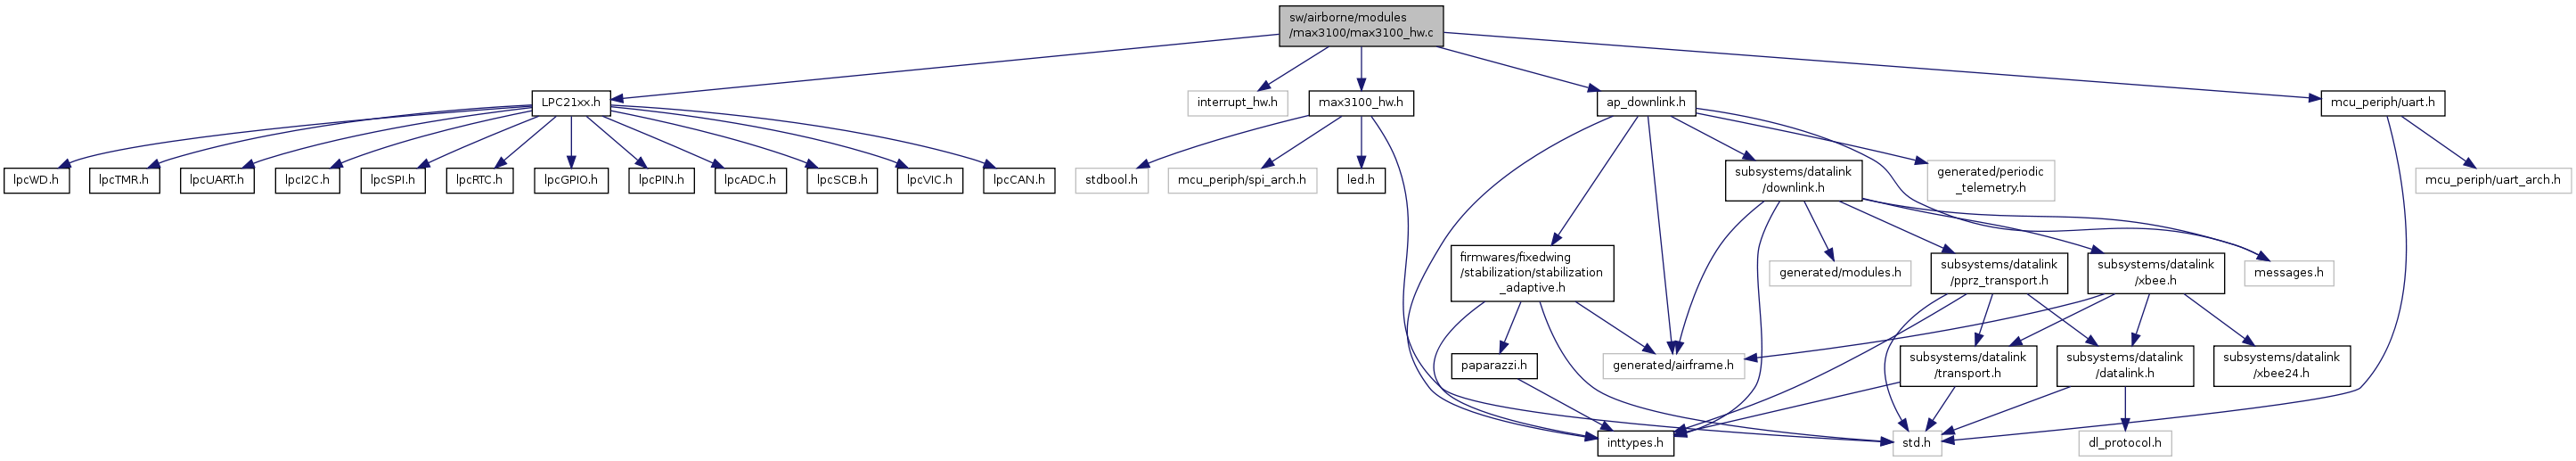 sw/airborne/modules
/max3100/max3100_hw.c
LPC21xx.h
interrupt_hw.h
max3100_hw.h
ap_downlink.h
mcu_periph/uart.h
lpcWD.h
lpcTMR.h
lpcUART.h
lpcI2C.h
lpcSPI.h
lpcRTC.h
lpcGPIO.h
lpcPIN.h
lpcADC.h
lpcSCB.h
lpcVIC.h
lpcCAN.h
stdbool.h
mcu_periph/spi_arch.h
led.h
subsystems/datalink
/downlink.h
generated/periodic
_telemetry.h
mcu_periph/uart_arch.h
firmwares/fixedwing
/stabilization/stabilization
_adaptive.h
generated/modules.h
subsystems/datalink
/pprz_transport.h
subsystems/datalink
/xbee.h
messages.h
paparazzi.h
generated/airframe.h
subsystems/datalink
/transport.h
subsystems/datalink
/datalink.h
subsystems/datalink
/xbee24.h
inttypes.h
std.h
dl_protocol.h